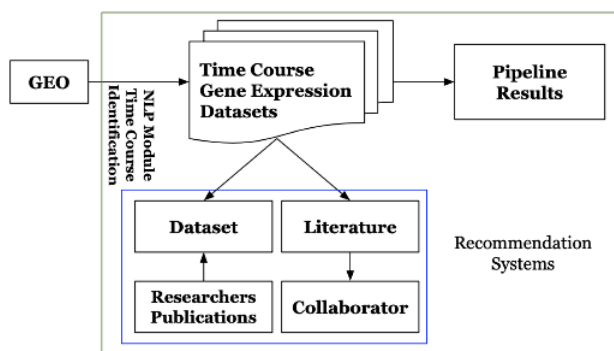 GEO
NLP Module
Time Course
Identification
Time Course
Gene Expression
Datasets
Pipeline
Results
Dataset
Literature
Researchers
Publications
Collaborator
Recommendation
Systems